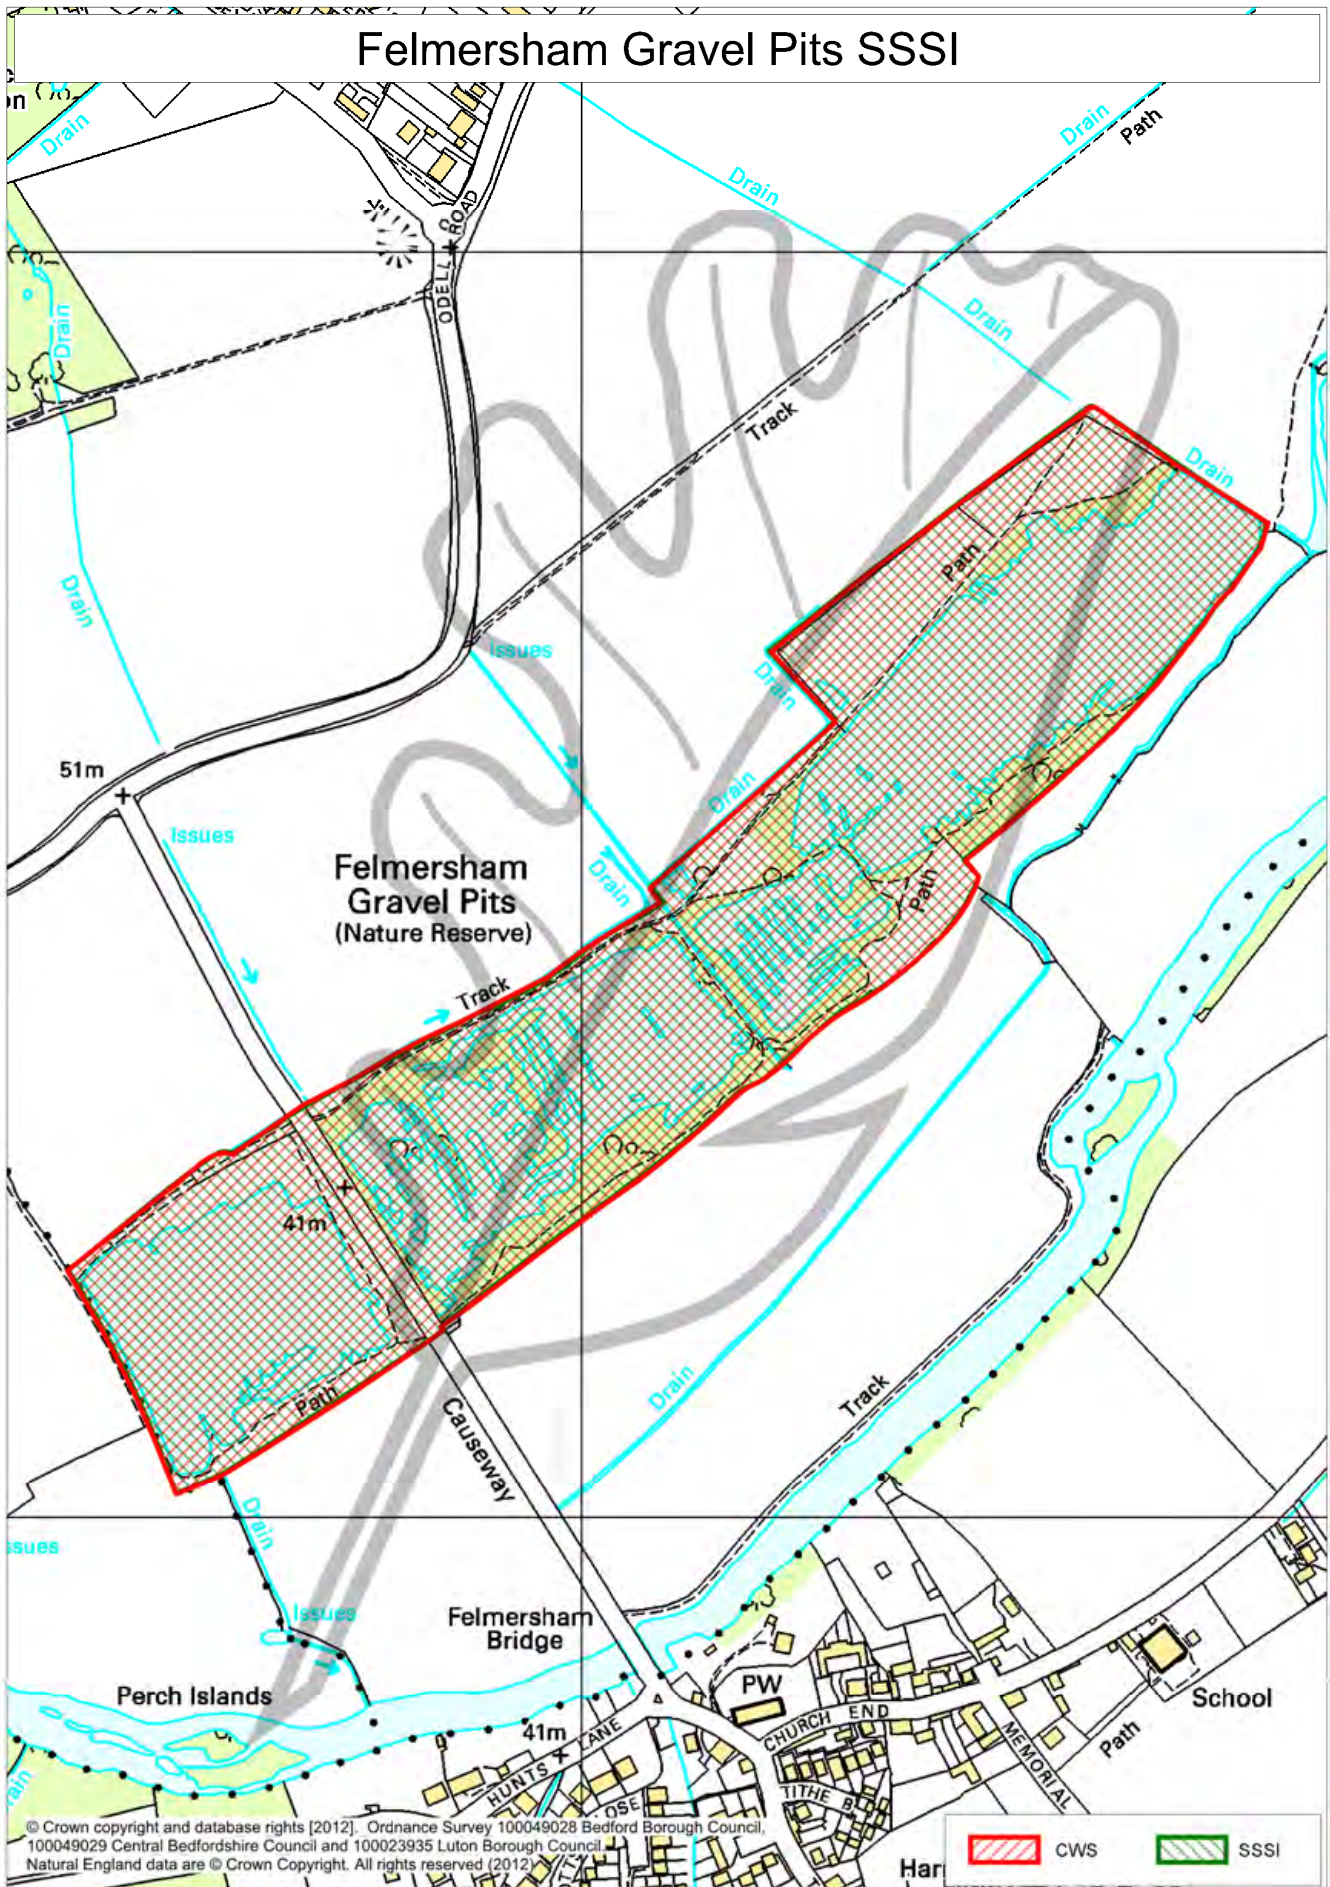 Felmersham Gravel Pits SSSI
Drain
Drain
Path
Drain
ODELL ROAD
Drain
Drain
Track
Drain
Path
Drain
Issues
Drain
51m
Issues
Drain
Drain
Path
Felmersham
Gravel Pits
(Nature Reserve)
Track
41m
Path
Causeway
Drain
Track
Drain
Issues
Felmersham
Bridge
Perch Islands
PW
School
CHURCH END
41m
HUNTS LANE
MEMORIAL
Path
TITHE B
© Crown copyright and database rights [2012]. Ordnance Survey 100049028 Bedford Borough Council,
100049029 Central Bedfordshire Council and 100023935 Luton Borough Council.
Natural England data are © Crown Copyright. All rights reserved (2012)
CWS
SSSI